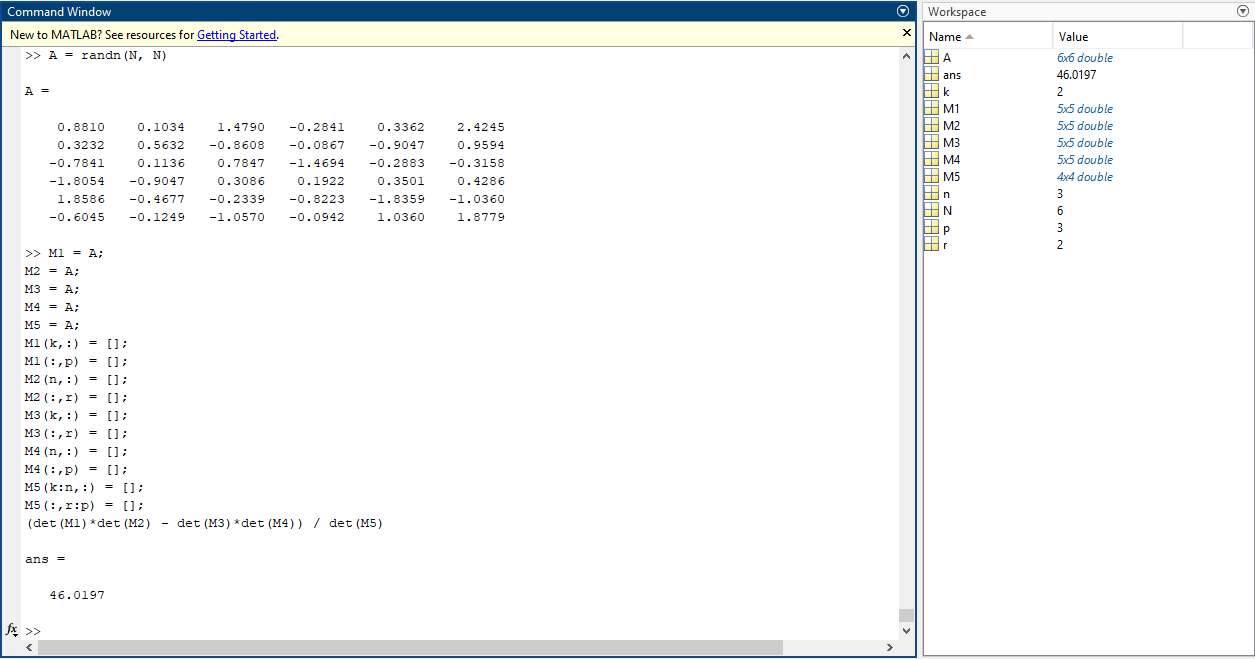 Command Window
New to MATLAB? See resources for Getting Started.
>> A = randn(N, N)
A =
0.8810 0.1034 1.4790 -0.2841 0.3362 2.4245
0.3232 0.5632 -0.8608 -0.0867 -0.9047 0.9594
-0.7841 0.1136 0.7847 -1.4694 -0.2883 -0.3158
-1.8054 -0.9047 0.3086 0.1922 0.3501 0.4286
1.8586 -0.4677 -0.2339 -0.8223 -1.8359 -1.0360
-0.6045 -0.1249 -1.0570 -0.0942 1.0360 1.8779
>> M1 = A;
M2 = A;
M3 = A;
M4 = A;
M5 = A;
M1(k,:) = [];
M1(:,p) = [];
M2(n,:) = [];
M2(:,r) = [];
M3(k,:) = [];
M3(:,r) = [];
M4(n,:) = [];
M4(:,p) = [];
M5(k:n,:) = [];
M5(:,r:p) = [];
(det(M1)*det(M2) - det(M3)*det(M4)) / det(M5)
ans =
46.0197
fx >>
Workspace
Name Value
A 6x6 double
ans 46.0197
k 2
M1 5x5 double
M2 5x5 double
M3 5x5 double
M4 5x5 double
M5 4x4 double
n 3
N 6
p 3
r 2